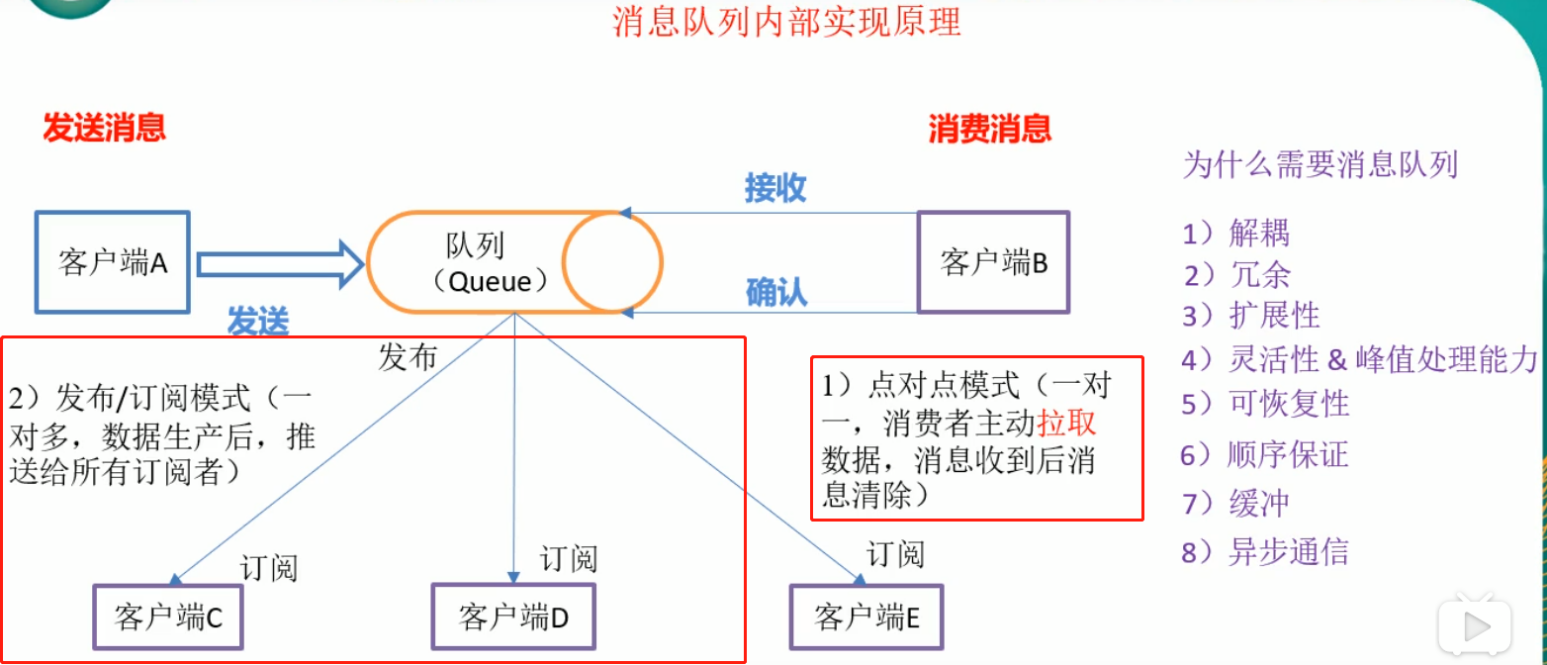 消息队列内部实现原理
发送消息
消费消息
客户端A
发送
队列
（Queue）
接收
确认
客户端B
发布
2）发布/订阅模式（一
对多，数据生产后，推
送给所有订阅者）
1）点对点模式（一对
一，消费者主动拉取
数据，消息收到后消
息清除）
订阅
订阅
订阅
客户端C
客户端D
客户端E
为什么需要消息队列
1）解耦
2）冗余
3）扩展性
4）灵活性 & 峰值处理能力
5）可恢复性
6）顺序保证
7）缓冲
8）异步通信